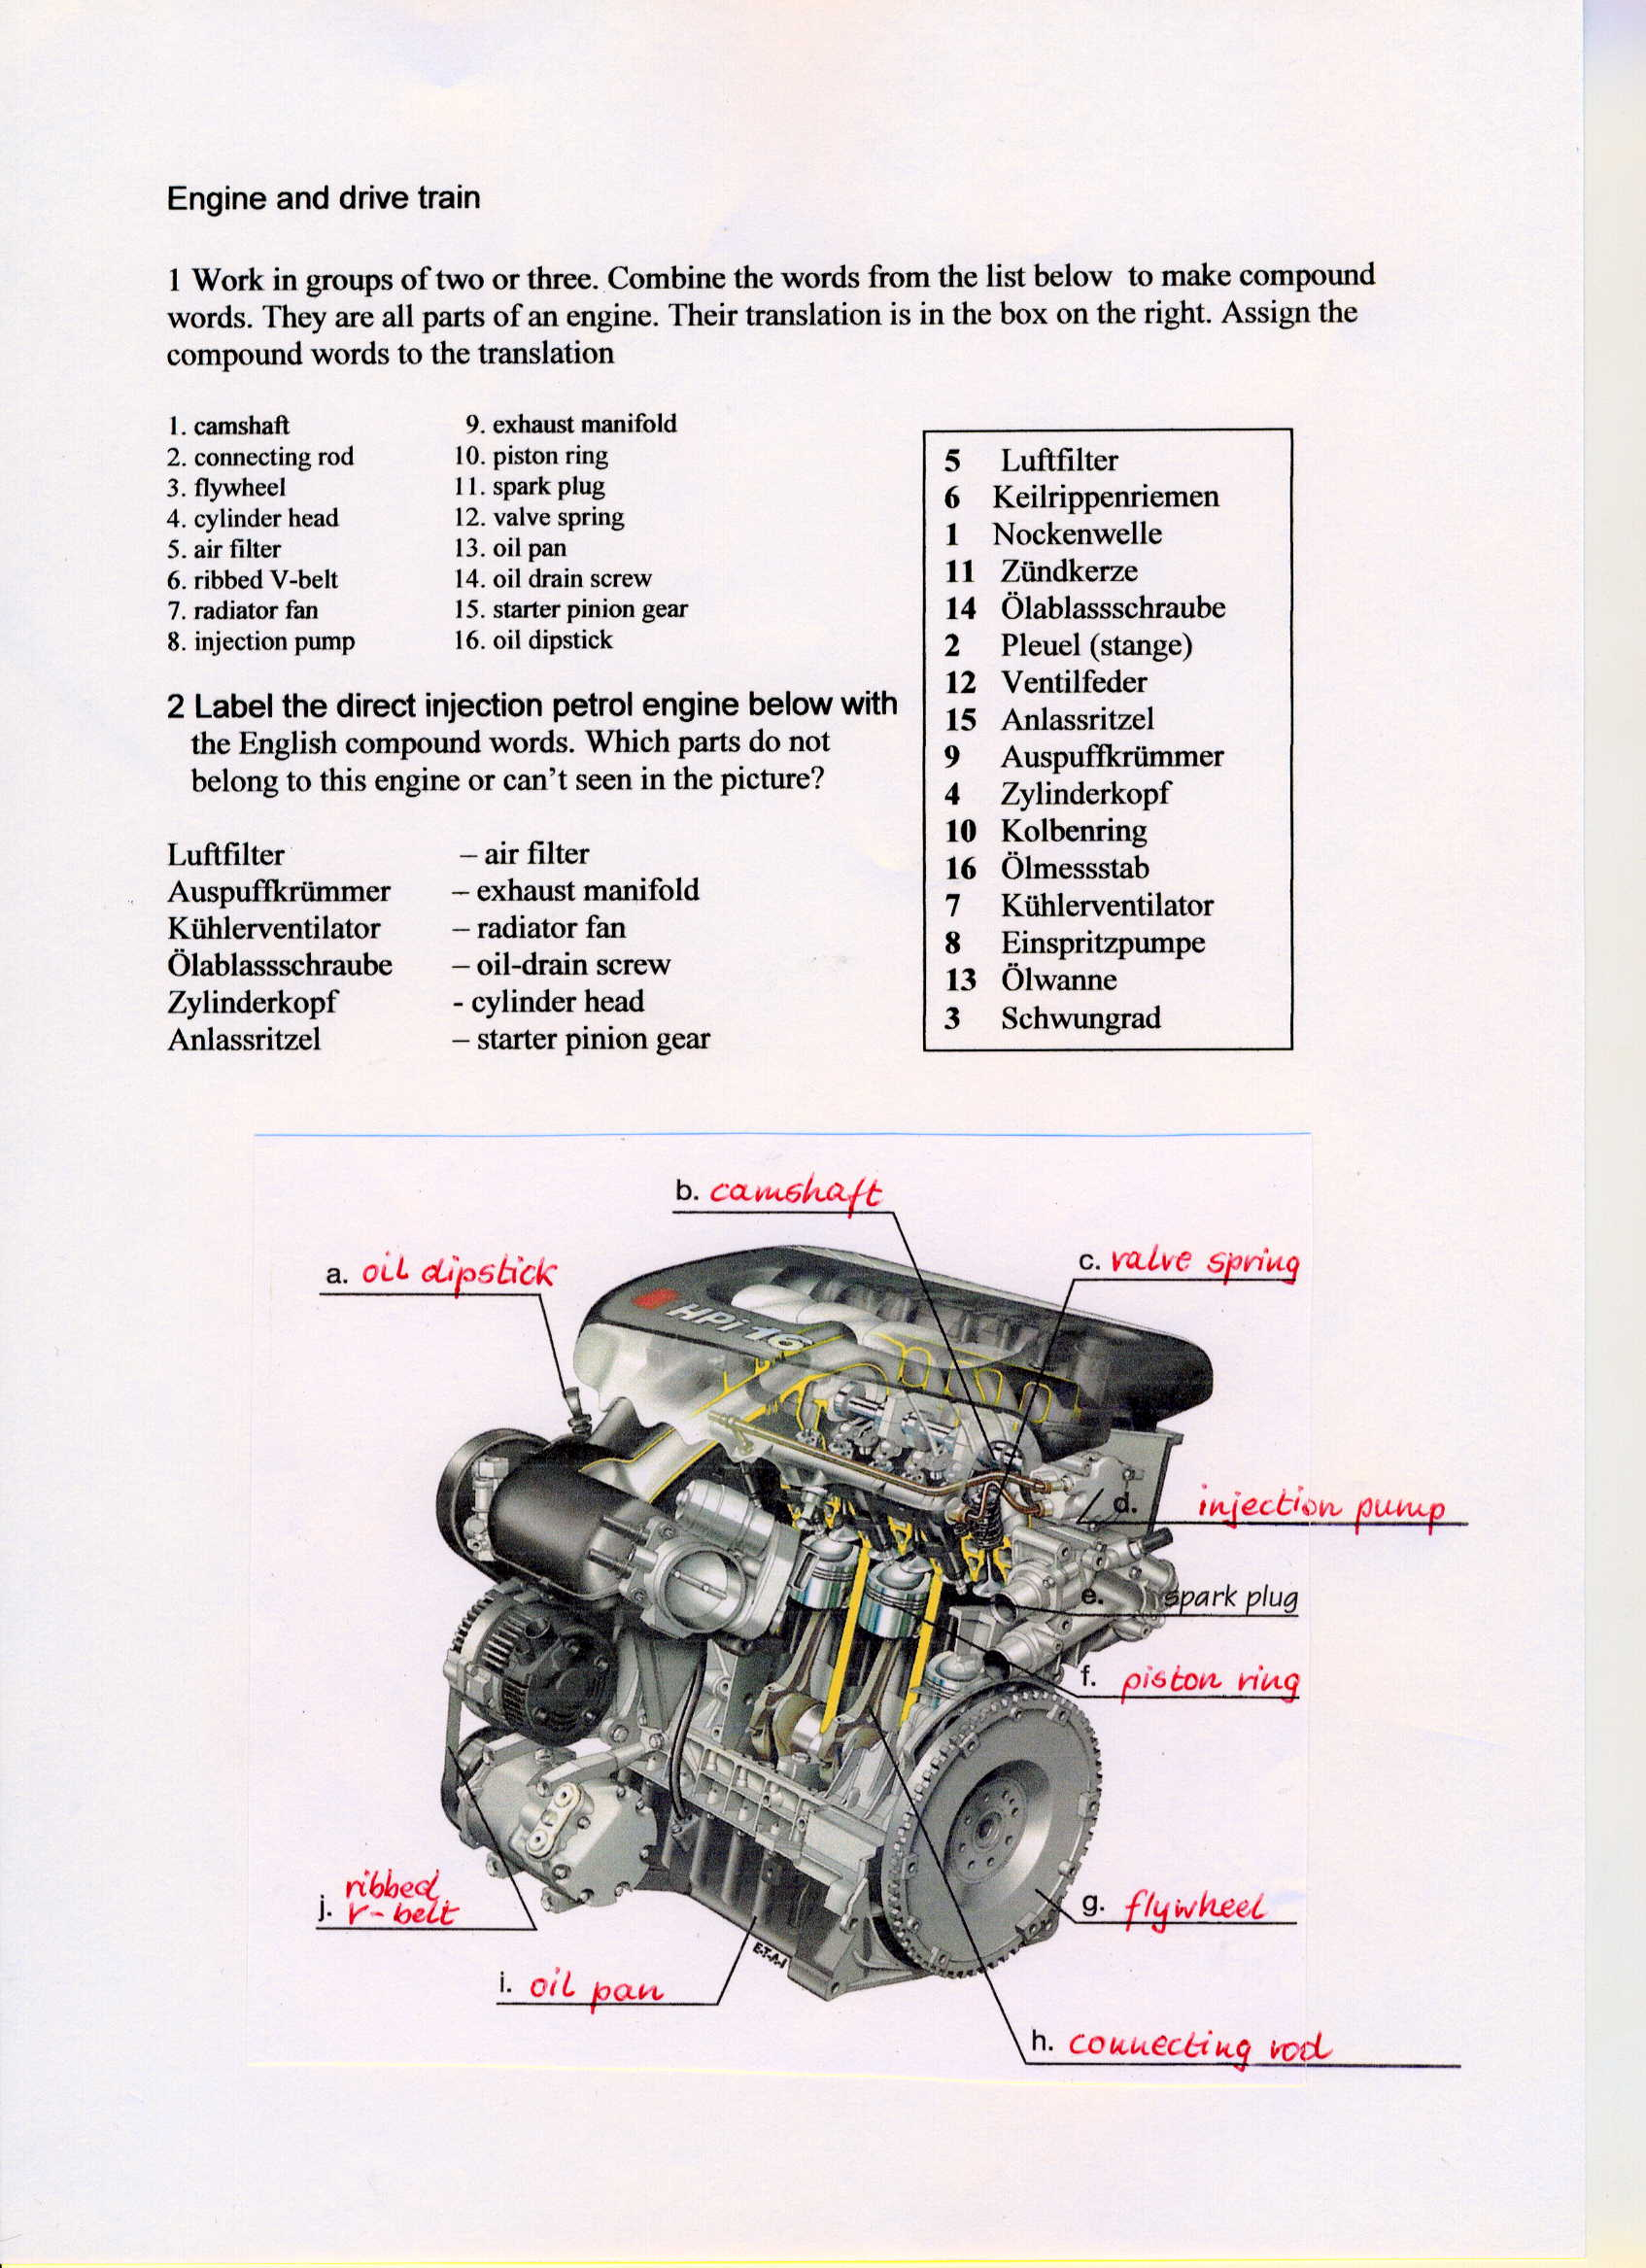 Engine and drive train
1 Work in groups of two or three. Combine the words from the list below to make compound
words. They are all parts of an engine. Their translation is in the box on the right. Assign the
compound words to the translation
1. camshaft
2. connecting rod
3. flywheel
4. cylinder head
5. air filter
6. ribbed V-belt
7. radiator fan
8. injection pump
9. exhaust manifold
10. piston ring
11. spark plug
12. valve spring
13. oil pan
14. oil drain screw
15. starter pinion gear
16. oil dipstick
5 Luftfilter
6 Keilrippenriemen
1 Nockenwelle
11 Zündkerze
14 Ölablassschraube
2 Pleuel (stange)
12 Ventilfeder
15 Anlassritzel
9 Auspuffkrümmer
4 Zylinderkopf
10 Kolbenring
16 Ölmessstab
7 Kühlerventilator
8 Einspritzpumpe
13 Ölwanne
3 Schwungrad
2 Label the direct injection petrol engine below with
the English compound words. Which parts do not
belong to this engine or can't seen in the picture?
Luftfilter – air filter
Auspuffkrümmer – exhaust manifold
Kühlerventilator – radiator fan
Ölablassschraube – oil-drain screw
Zylinderkopf - cylinder head
Anlassritzel – starter pinion gear
b. camshaft
a. oil dipstick
c. valve spring
HPi 16
d. injection pump
e. spark plug
f. piston ring
g. flywheel
j. ribbed
v-belt
E·T·A·I
i. oil pan
h. connecting rod